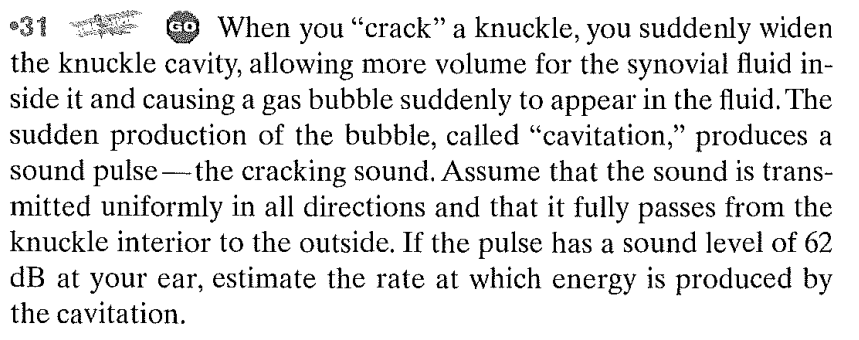 •31 GO When you “crack” a knuckle, you suddenly widen
the knuckle cavity, allowing more volume for the synovial fluid in-
side it and causing a gas bubble suddenly to appear in the fluid. The
sudden production of the bubble, called “cavitation,” produces a
sound pulse—the cracking sound. Assume that the sound is trans-
mitted uniformly in all directions and that it fully passes from the
knuckle interior to the outside. If the pulse has a sound level of 62
dB at your ear, estimate the rate at which energy is produced by
the cavitation.